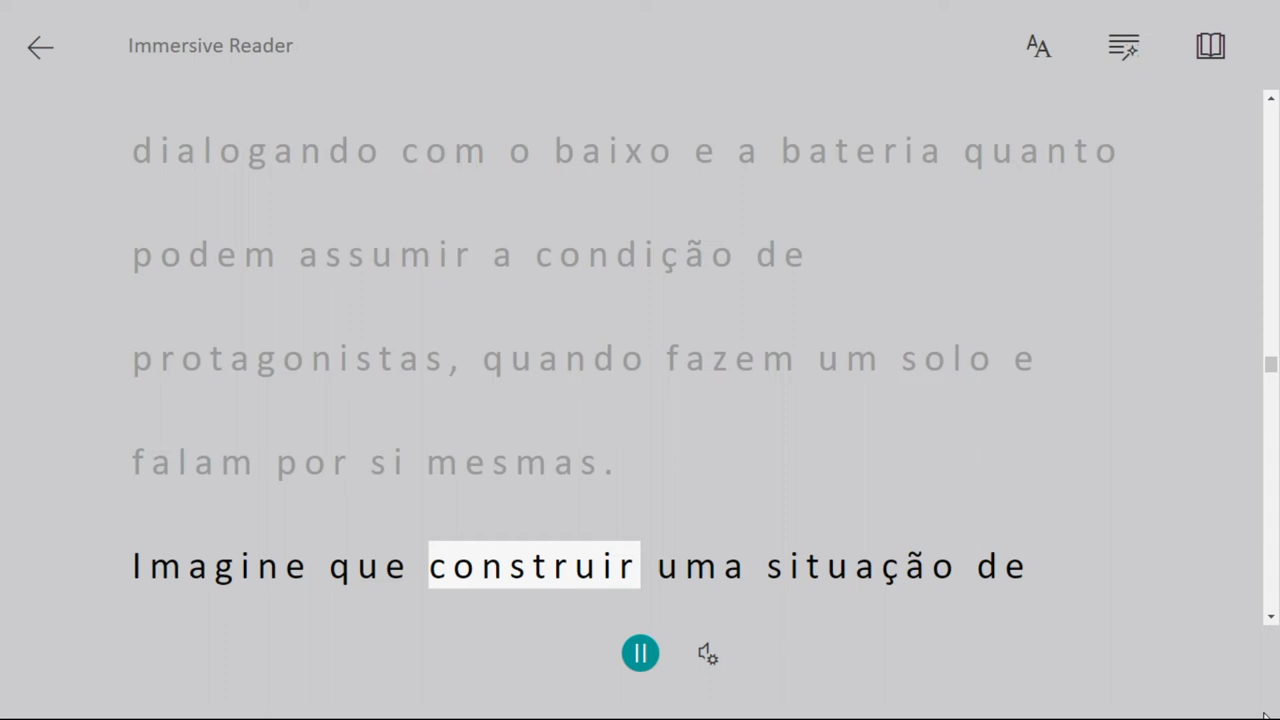 Immersive Reader
dialogando com o baixo e a bateria quanto
podem assumir a condição de
protagonistas, quando fazem um solo e
falam por si mesmas.
Imagine que construir uma situação de